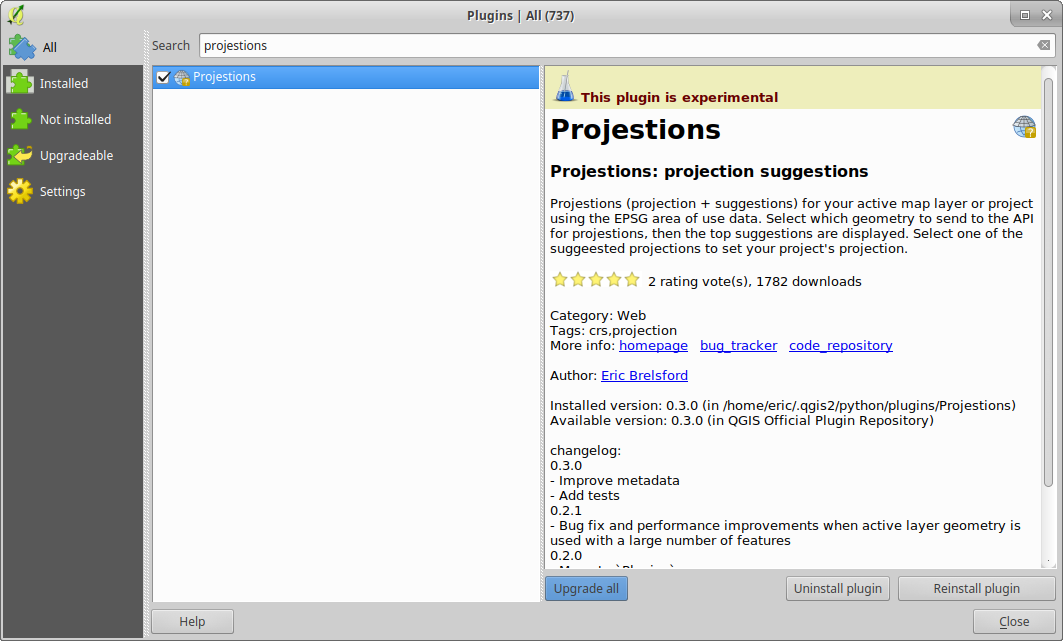 Plugins | All (737)
All
Installed
Not installed
Upgradeable
Settings
Search projestions
Projestions
This plugin is experimental
Projestions
Projestions: projection suggestions
Projestions (projection + suggestions) for your active map layer or project
using the EPSG area of use data. Select which geometry to send to the API
for projestions, then the top suggestions are displayed. Select one of the
suggeested projections to set your project's projection.
2 rating vote(s), 1782 downloads
Category: Web
Tags: crs,projection
More info: homepage bug_tracker code_repository
Author: Eric Brelsford
Installed version: 0.3.0 (in /home/eric/.qgis2/python/plugins/Projestions)
Available version: 0.3.0 (in QGIS Official Plugin Repository)
changelog:
0.3.0
- Improve metadata
- Add tests
0.2.1
- Bug fix and performance improvements when active layer geometry is
used with a large number of features
0.2.0
Upgrade all
Uninstall plugin
Reinstall plugin
Help
Close